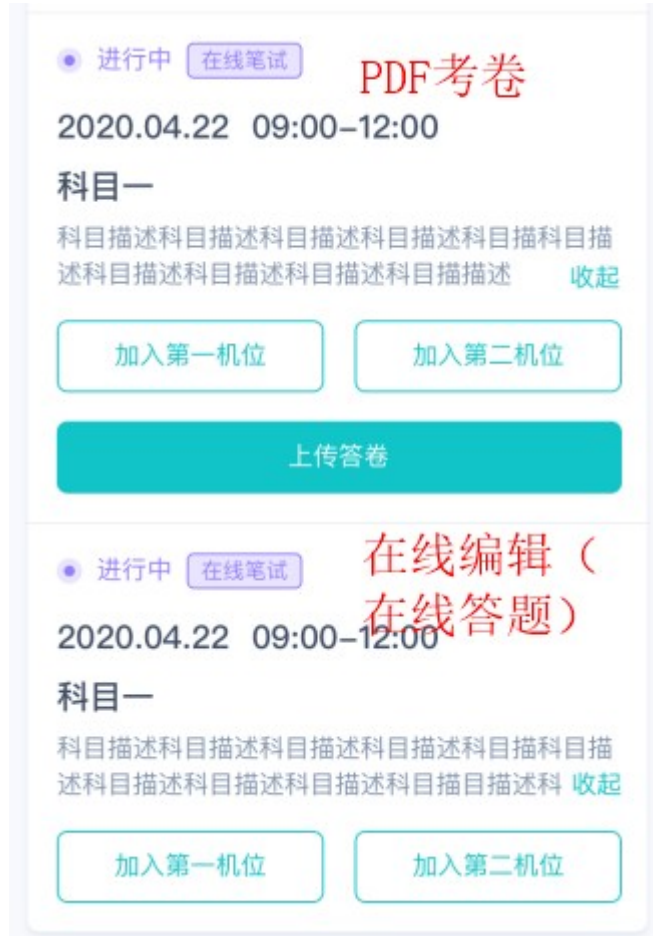 进行中 在线笔试
PDF考卷
2020.04.22 09:00–12:00
科目一
科目描述科目描述科目描述科目描述科目描科目描
述科目描述科目描述科目描述科目描描述 收起
加入第一机位 加入第二机位
上传答卷
进行中 在线笔试
在线编辑（
在线答题）
2020.04.22 09:00–12:00
科目一
科目描述科目描述科目描述科目描述科目描科目描
述科目描述科目描述科目描述科目描目描述科 收起
加入第一机位 加入第二机位